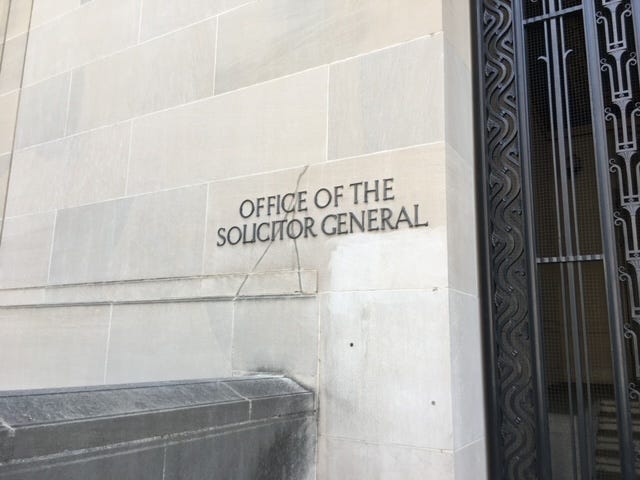 OFFICE OF THE
SOLICITOR GENERAL